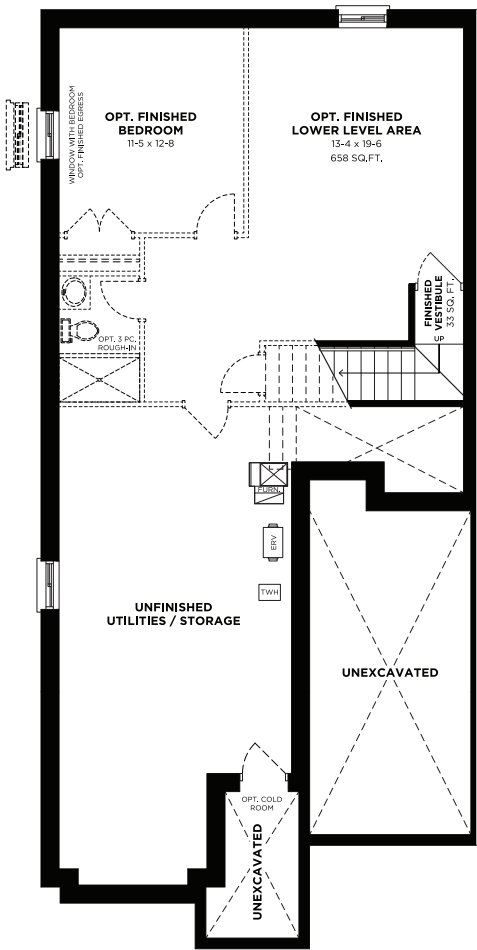 OPT. FINISHED
BEDROOM
11-5 x 12-8
OPT. FINISHED
LOWER LEVEL AREA
13-4 x 19-6
658 SQ.FT.
WINDOW WITH BEDROOM
OPT. FINISHED EGRESS
FINISHED
VESTIBULE
33 SQ. FT.
UP
OPT. 3 PC.
ROUGH-IN
FURN.
ERV
TWH
UNFINISHED
UTILITIES / STORAGE
UNEXCAVATED
OPT. COLD
ROOM
UNEXCAVATED